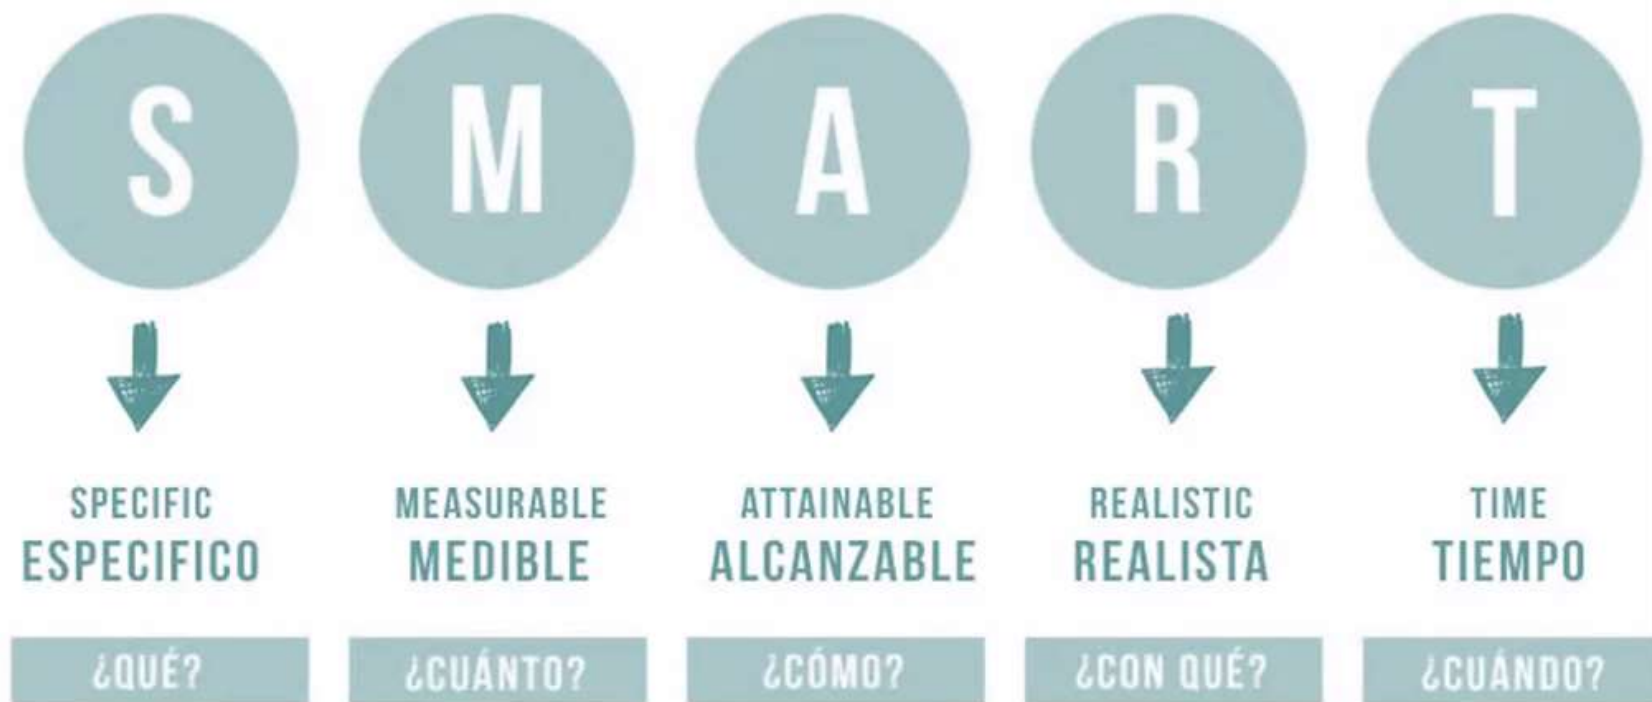 S M A R T
SPECIFIC MEASURABLE ATTAINABLE REALISTIC TIME
ESPECIFICO MEDIBLE ALCANZABLE REALISTA TIEMPO
¿QUÉ? ¿CUÁNTO? ¿CÓMO? ¿CON QUÉ? ¿CUÁNDO?